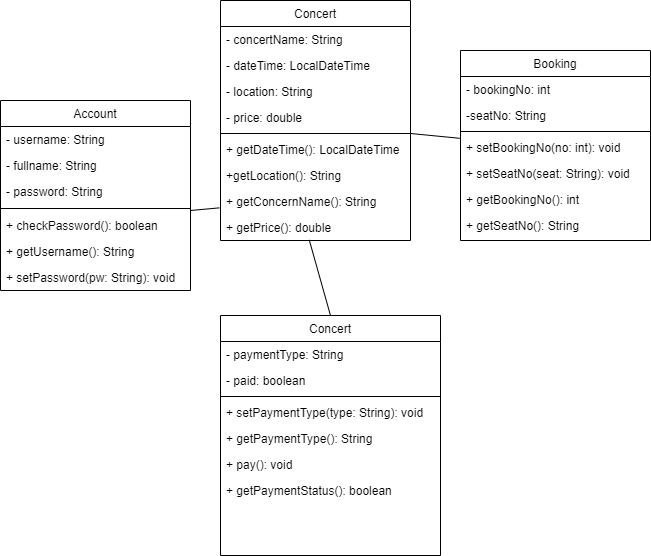 Concert
- concertName: String
- dateTime: LocalDateTime
- location: String
- price: double
+ getDateTime(): LocalDateTime
+getLocation(): String
+ getConcernName(): String
+ getPrice(): double
Booking
- bookingNo: int
-seatNo: String
+ setBookingNo(no: int): void
+ setSeatNo(seat: String): void
+ getBookingNo(): int
+ getSeatNo(): String
Account
- username: String
- fullname: String
- password: String
+ checkPassword(): boolean
+ getUsername(): String
+ setPassword(pw: String): void
Concert
- paymentType: String
- paid: boolean
+ setPaymentType(type: String): void
+ getPaymentType(): String
+ pay(): void
+ getPaymentStatus(): boolean